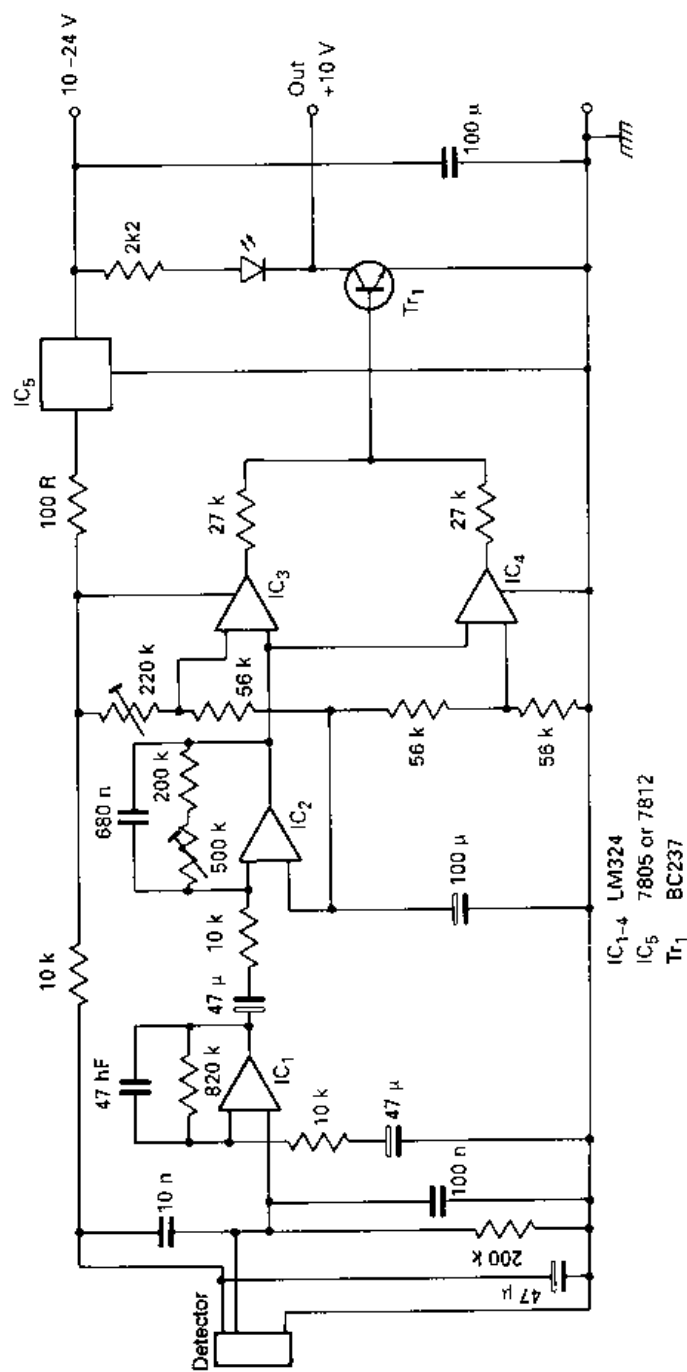 Detector
47 µ
200 k
10 n
100 n
47 hF
820 k
IC1
10 k
47 µ
10 k
47 µ
10 k
680 n
200 k
500 k
IC2
100 µ
220 k
56 k
56 k
56 k
IC3
IC4
27 k
27 k
100 R
IC5
2k2
Tr1
100 µ
10 –24 V
Out
+10 V
IC1–4 LM324
IC5 7805 or 7812
Tr1 BC237